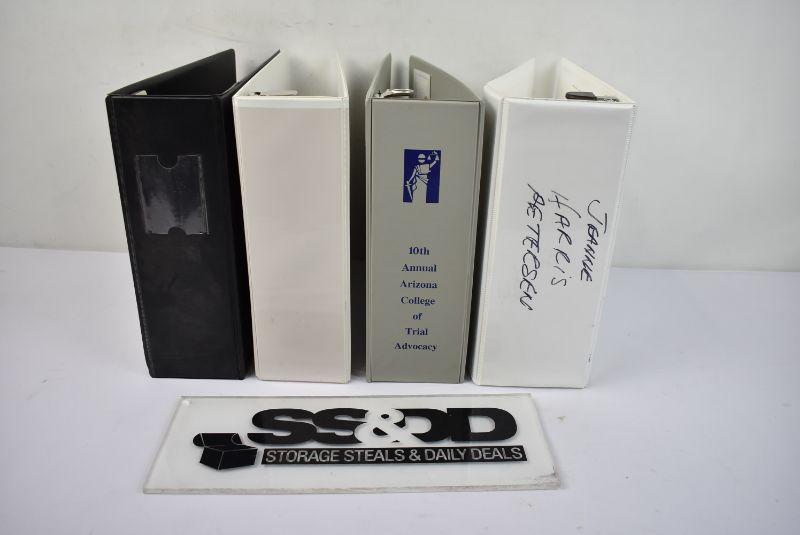 10th
Annual
Arizona
College
of
Trial
Advocacy
JEANNE
HARRIS
PETERSEN
SS&DD
STORAGE STEALS & DAILY DEALS